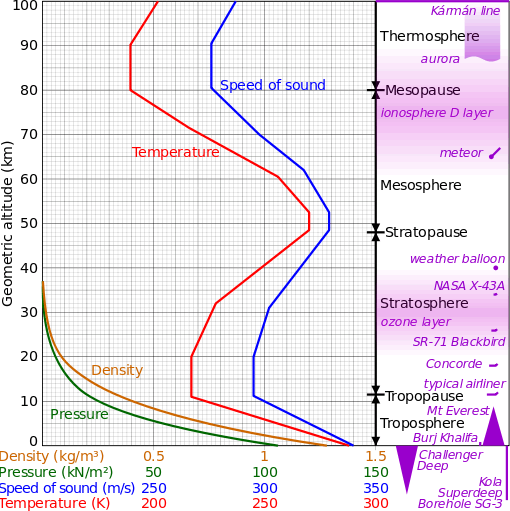 100
Kármán line
Thermosphere
90
aurora
80
Speed of sound
Mesopause
ionosphere D layer
70
Temperature
meteor
60
Mesosphere
Geometric altitude (km)
50
Stratopause
40
weather balloon
NASA X-43A
30
Stratosphere
ozone layer
SR-71 Blackbird
20
Density
Concorde
typical airliner
10
Tropopause
Pressure
Mt Everest
Troposphere
0
Burj Khalifa
Density (kg/m³) 0.5 1 1.5
Challenger
Deep
Pressure (kN/m²) 50 100 150
Speed of sound (m/s) 250 300 350
Kola
Superdeep
Temperature (K) 200 250 300
Borehole SG-3